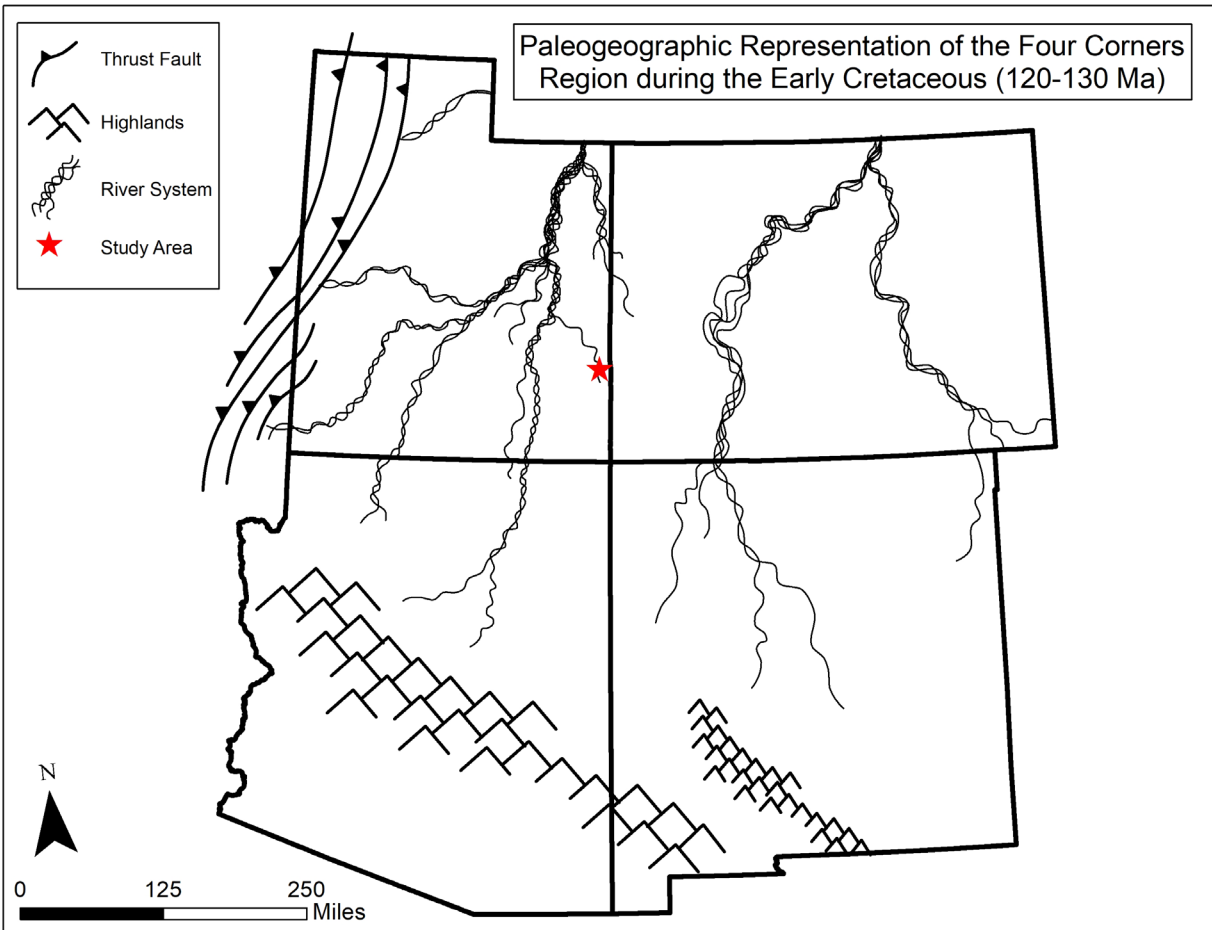 Paleogeographic Representation of the Four Corners
Region during the Early Cretaceous (120-130 Ma)
Thrust Fault
Highlands
River System
Study Area
N
0 125 250
Miles